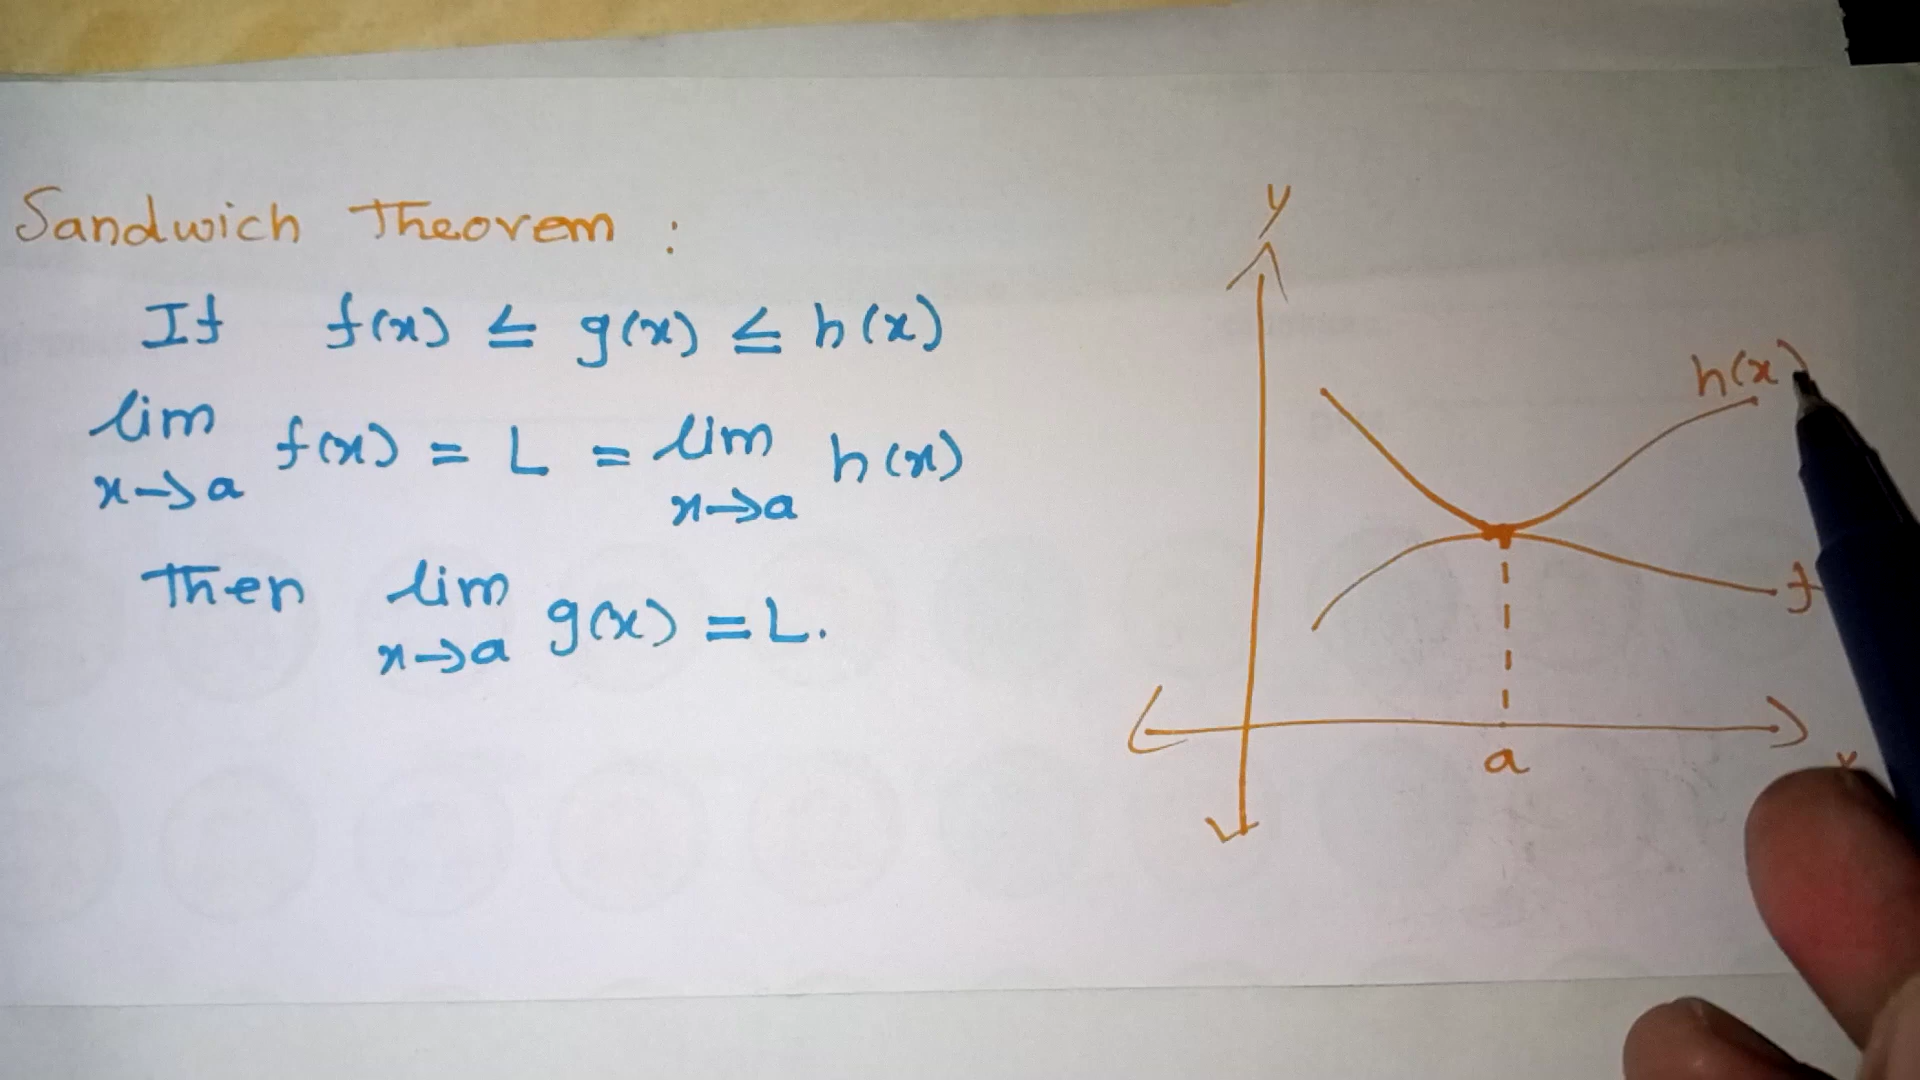 Sandwich Theorem :
If f(x) ≤ g(x) ≤ h(x)
lim x→a f(x) = L = lim x→a h(x)
Then lim x→a g(x) = L.
y
h(x)
f
a
x